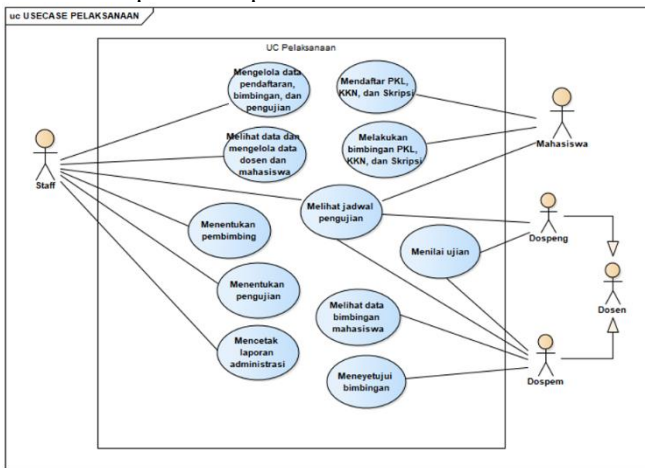 uc USECASE PELAKSANAAN
UC Pelaksanaan
Mengelola data
pendaftaran,
bimbingan, dan
pengujian
Mendaftar PKL,
KKN, dan Skripsi
Melihat data dan
mengelola data
dosen dan
mahasiswa
Melakukan
bimbingan PKL,
KKN, dan Skripsi
Mahasiswa
Staff
Melihat jadwal
pengujian
Menentukan
pembimbing
Dospeng
Menilai ujian
Menentukan
pengujian
Dosen
Melihat data
bimbingan
mahasiswa
Mencetak
laporan
administrasi
Meneyetujui
bimbingan
Dospem